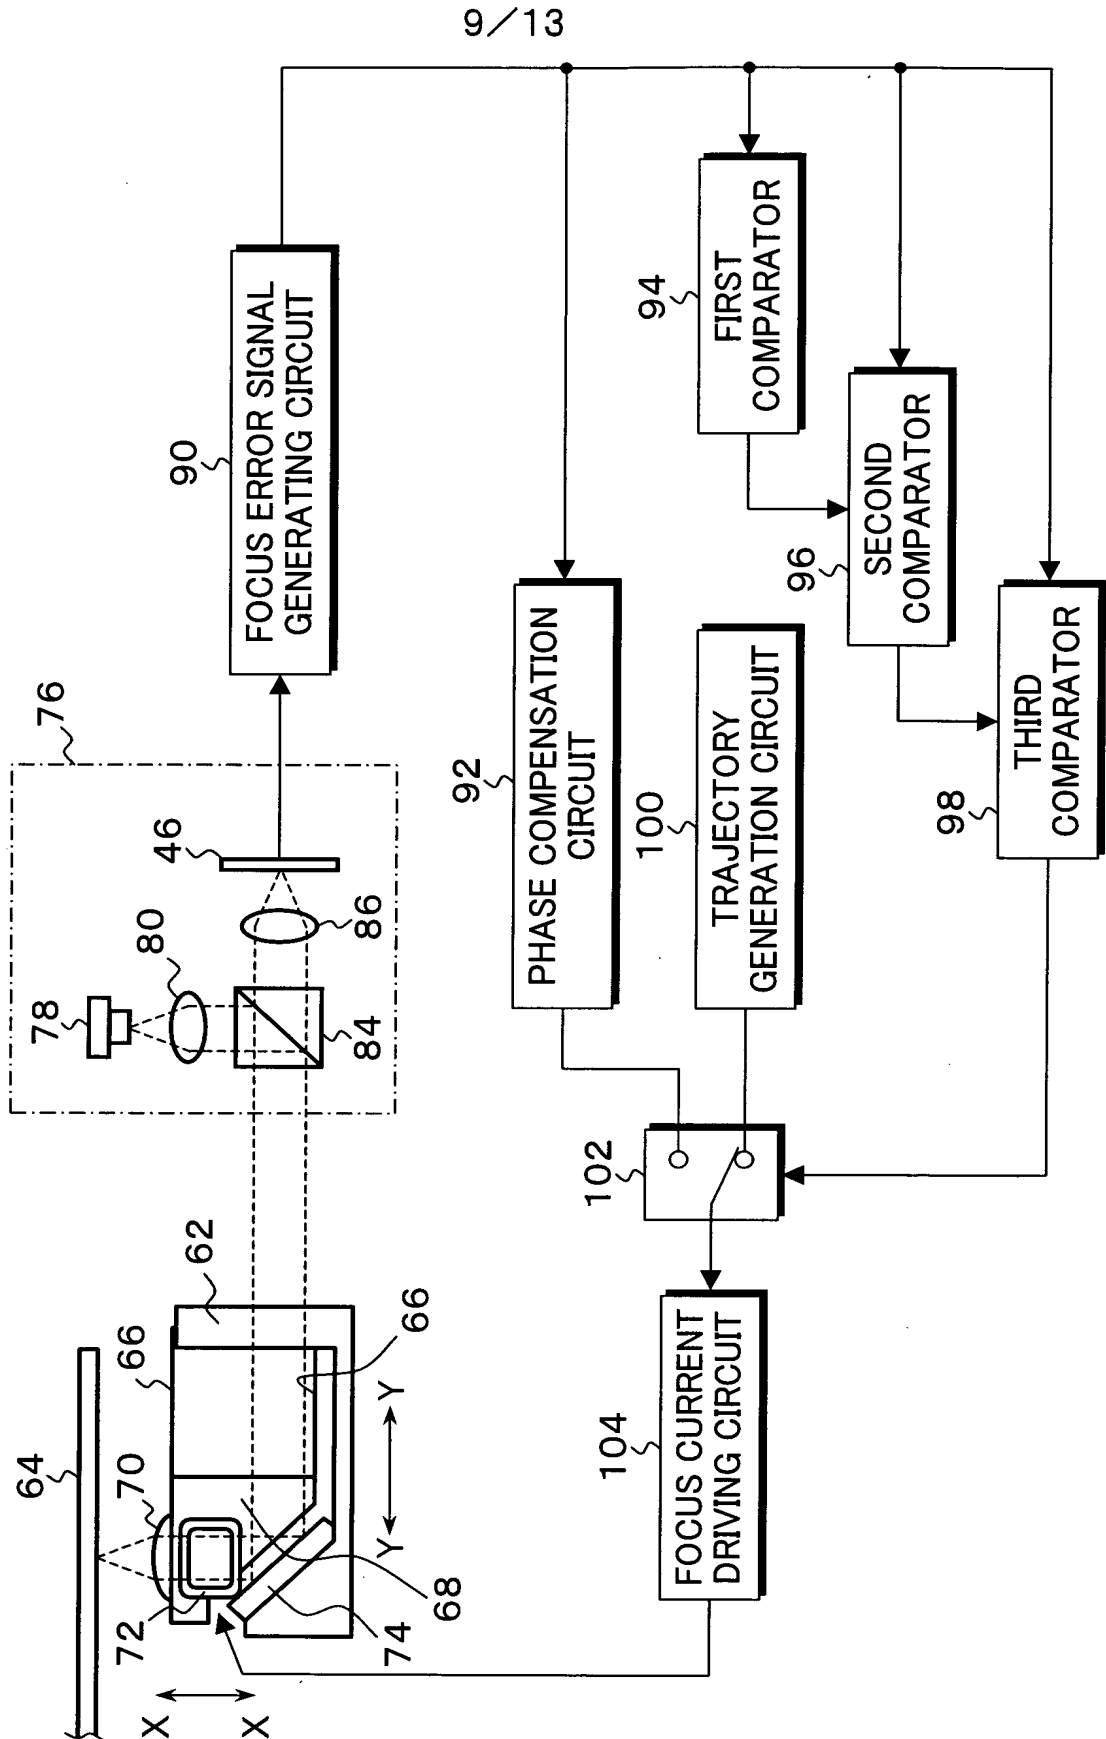 9/13
76
90
FOCUS ERROR SIGNAL
GENERATING CIRCUIT
46
80
78
86
84
62
66
66
64
70
72
74
68
X
X
Y
Y
92
PHASE COMPENSATION
CIRCUIT
94
FIRST
COMPARATOR
96
SECOND
COMPARATOR
98
THIRD
COMPARATOR
100
TRAJECTORY
GENERATION CIRCUIT
102
104
FOCUS CURRENT
DRIVING CIRCUIT